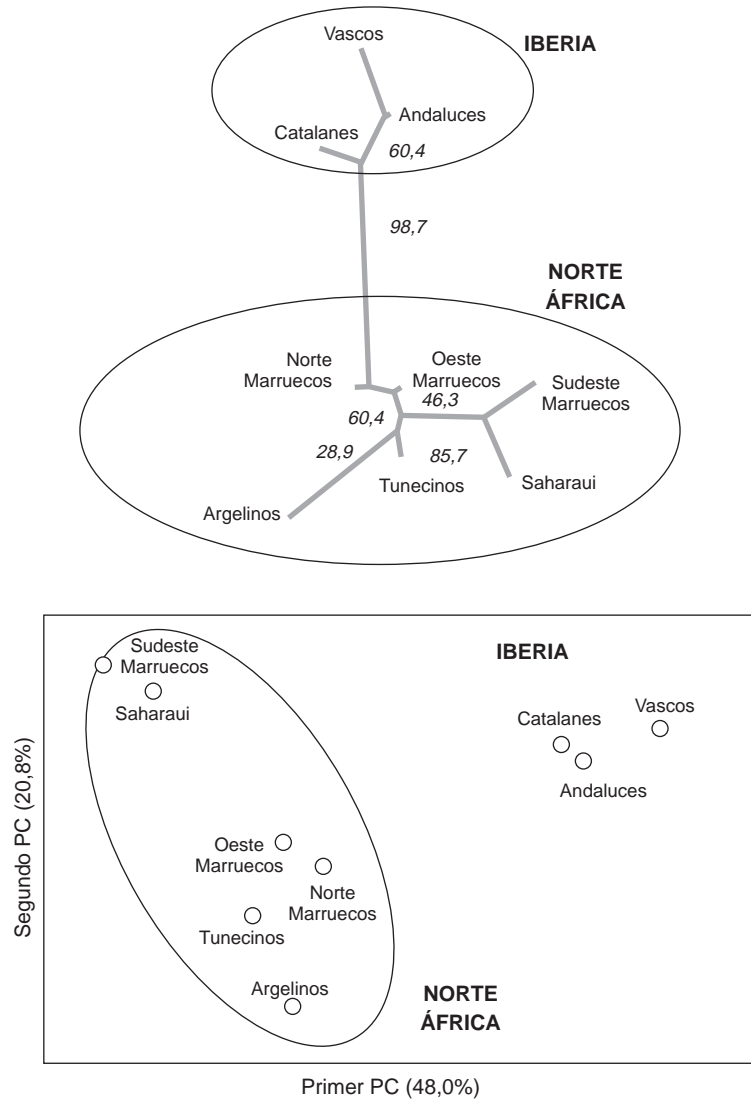 Vascos
IBERIA
Andaluces
Catalanes
60,4
98,7
NORTE
ÁFRICA
Norte
Marruecos
Oeste
Marruecos
Sudeste
Marruecos
46,3
60,4
28,9
85,7
Tunecinos
Saharaui
Argelinos
Sudeste
Marruecos
Saharaui
IBERIA
Catalanes
Vascos
Andaluces
Oeste
Marruecos
Norte
Marruecos
Tunecinos
Argelinos
NORTE
ÁFRICA
Segundo PC (20,8%)
Primer PC (48,0%)